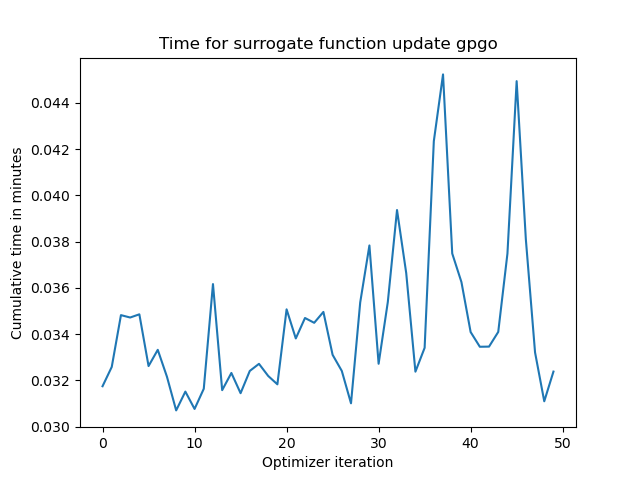 Time for surrogate function update gpgo
Cumulative time in minutes
0.044
0.042
0.040
0.038
0.036
0.034
0.032
0.030
0 10 20 30 40 50
Optimizer iteration